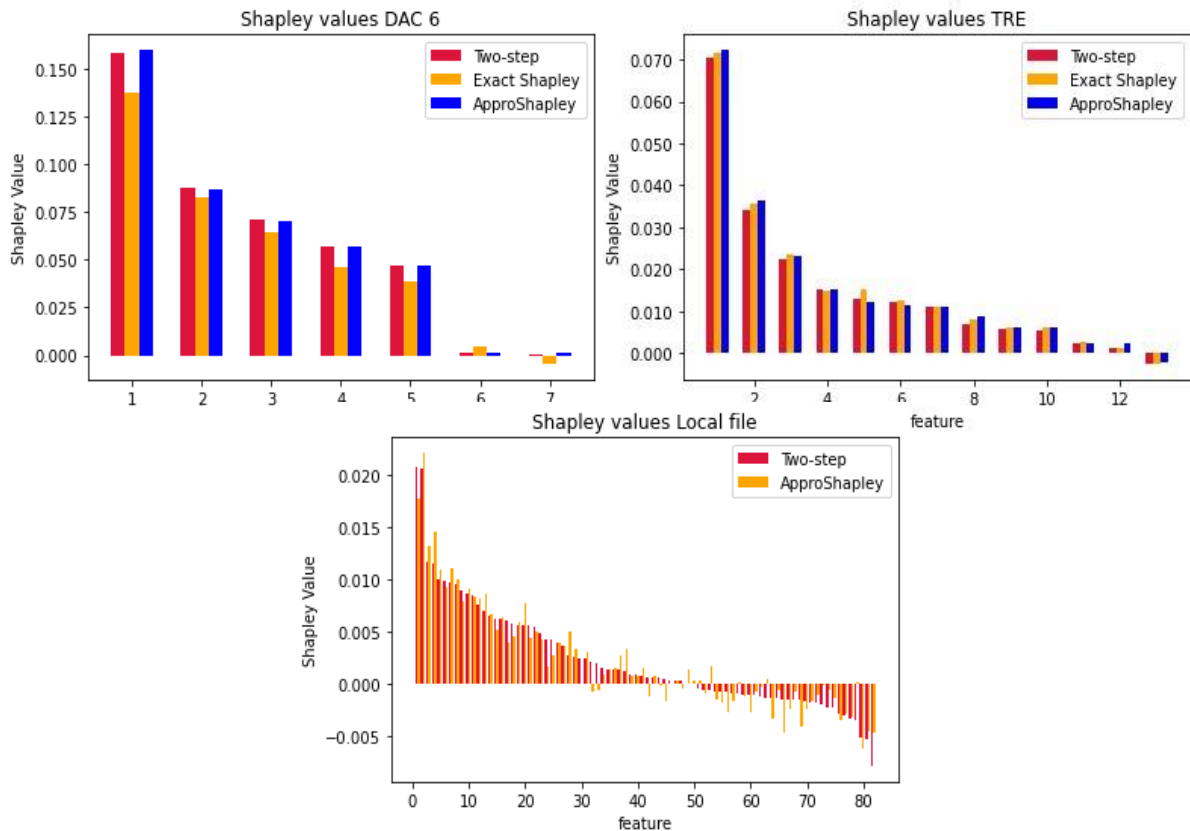 Shapley values DAC 6
Shapley Value
0.150
0.125
0.100
0.075
0.050
0.025
0.000
1 2 3 4 5 6 7
Two-step
Exact Shapley
ApproShapley
Shapley values TRE
Shapley Value
0.070
0.060
0.050
0.040
0.030
0.020
0.010
0.000
2 4 6 8 10 12
feature
Two-step
Exact Shapley
ApproShapley
Shapley values Local file
Shapley Value
0.020
0.015
0.010
0.005
0.000
−0.005
0 10 20 30 40 50 60 70 80
feature
Two-step
ApproShapley